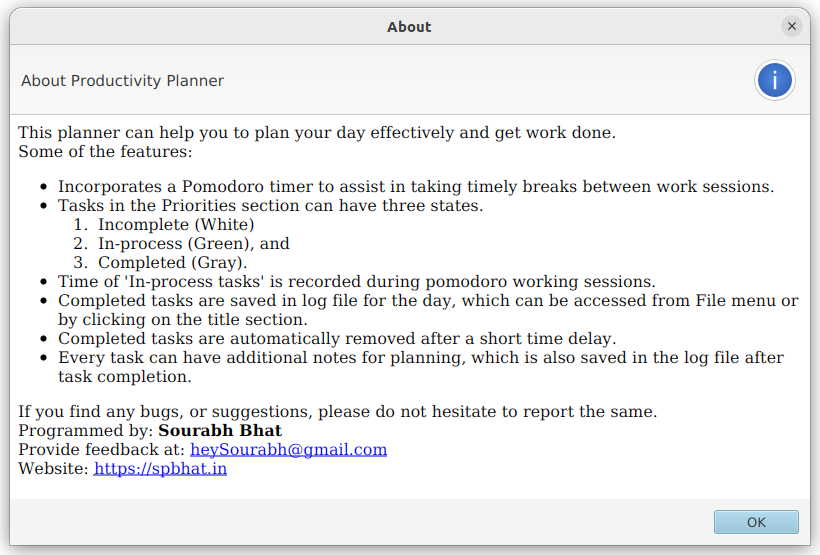 About
About Productivity Planner
This planner can help you to plan your day effectively and get work done.
Some of the features:
• Incorporates a Pomodoro timer to assist in taking timely breaks between work sessions.
• Tasks in the Priorities section can have three states.
1. Incomplete (White)
2. In-process (Green), and
3. Completed (Gray).
• Time of 'In-process tasks' is recorded during pomodoro working sessions.
• Completed tasks are saved in log file for the day, which can be accessed from File menu or
by clicking on the title section.
• Completed tasks are automatically removed after a short time delay.
• Every task can have additional notes for planning, which is also saved in the log file after
task completion.
If you find any bugs, or suggestions, please do not hesitate to report the same.
Programmed by: Sourabh Bhat
Provide feedback at: heySourabh@gmail.com
Website: https://spbhat.in
OK